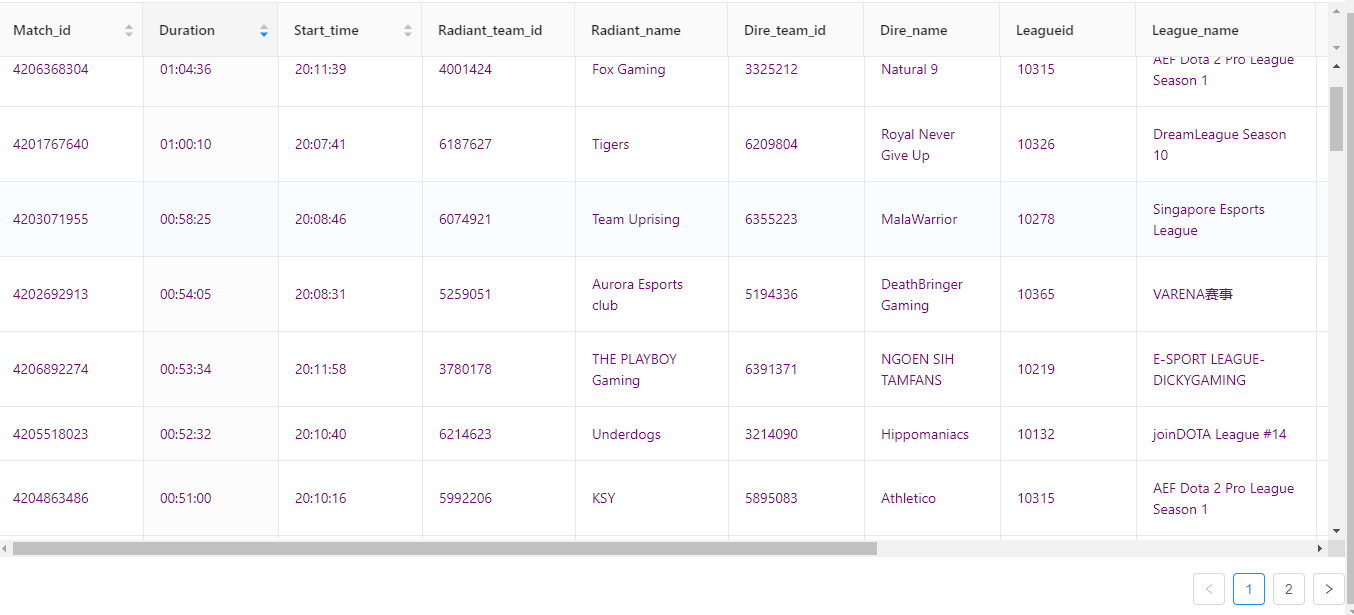 Match_id Duration Start_time Radiant_team_id Radiant_name Dire_team_id Dire_name Leagueid League_name
4206368304 01:04:36 20:11:39 4001424 Fox Gaming 3325212 Natural 9 10315 AEF Dota 2 Pro League
Season 1
4201767640 01:00:10 20:07:41 6187627 Tigers 6209804 Royal Never
Give Up 10326 DreamLeague Season
10
4203071955 00:58:25 20:08:46 6074921 Team Uprising 6355223 MalaWarrior 10278 Singapore Esports
League
4202692913 00:54:05 20:08:31 5259051 Aurora Esports
club 5194336 DeathBringer
Gaming 10365 VARENA赛事
4206892274 00:53:34 20:11:58 3780178 THE PLAYBOY
Gaming 6391371 NGOEN SIH
TAMFANS 10219 E-SPORT LEAGUE-
DICKYGAMING
4205518023 00:52:32 20:10:40 6214623 Underdogs 3214090 Hippomaniacs 10132 joinDOTA League #14
4204863486 00:51:00 20:10:16 5992206 KSY 5895083 Athletico 10315 AEF Dota 2 Pro League
Season 1
< 1 2 >